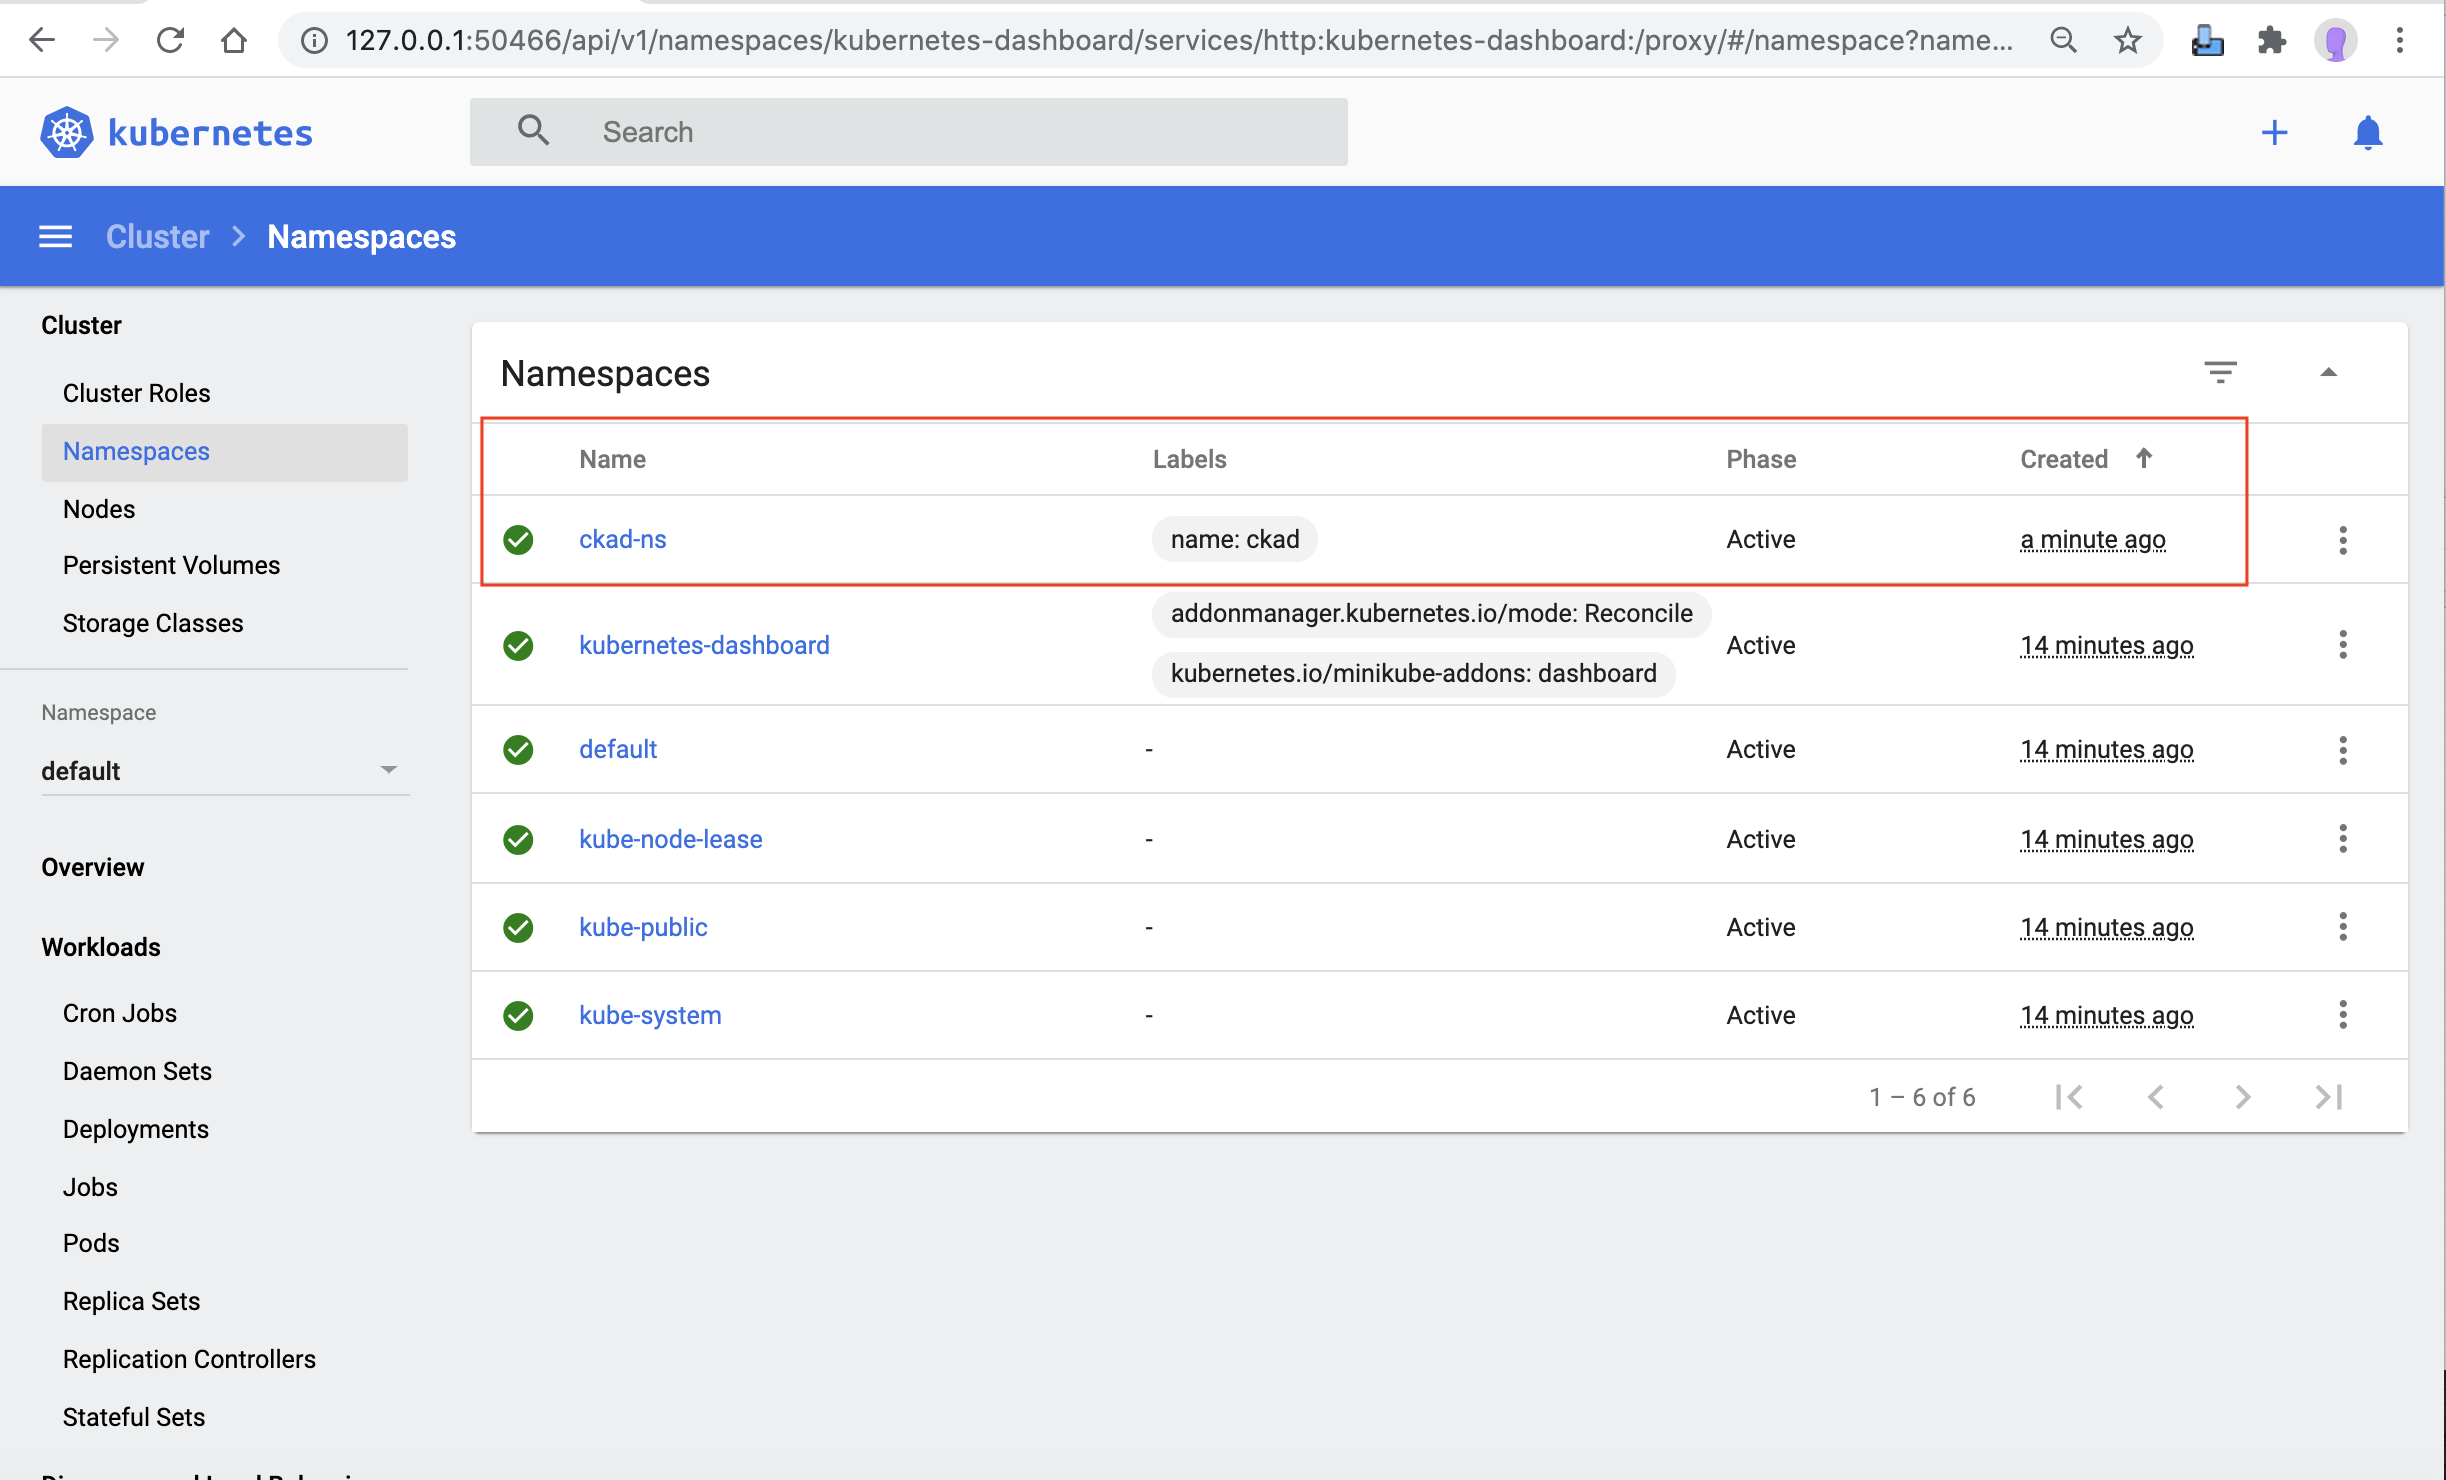 127.0.0.1:50466/api/v1/namespaces/kubernetes-dashboard/services/http:kubernetes-dashboard:/proxy/#/namespace?name...
kubernetes
Search
Cluster > Namespaces
Cluster
Cluster Roles
Namespaces
Nodes
Persistent Volumes
Storage Classes
Namespace
default
Overview
Workloads
Cron Jobs
Daemon Sets
Deployments
Jobs
Pods
Replica Sets
Replication Controllers
Stateful Sets
Namespaces
Name Labels Phase Created
ckad-ns name: ckad Active a minute ago
addonmanager.kubernetes.io/mode: Reconcile
kubernetes-dashboard Active 14 minutes ago
kubernetes.io/minikube-addons: dashboard
default - Active 14 minutes ago
kube-node-lease - Active 14 minutes ago
kube-public - Active 14 minutes ago
kube-system - Active 14 minutes ago
1 – 6 of 6